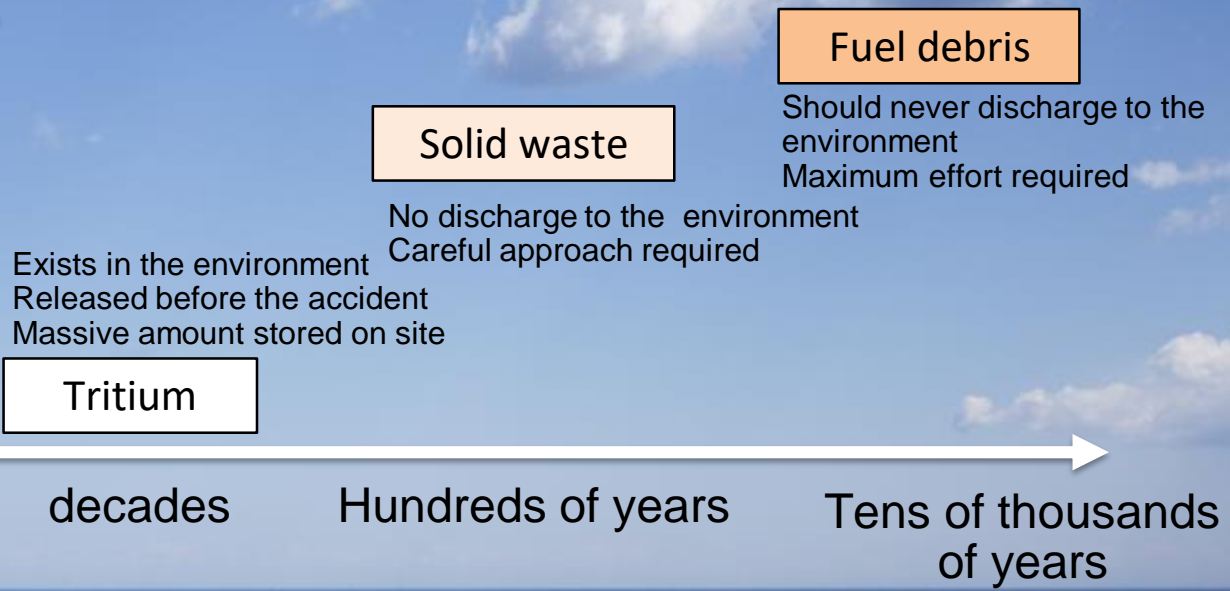 Fuel debris
Should never discharge to the
environment
Maximum effort required
Solid waste
No discharge to the  environment
Careful approach required
Exists in the environment
Released before the accident
Massive amount stored on site
Tritium
decades
Hundreds of years
Tens of thousands
of years